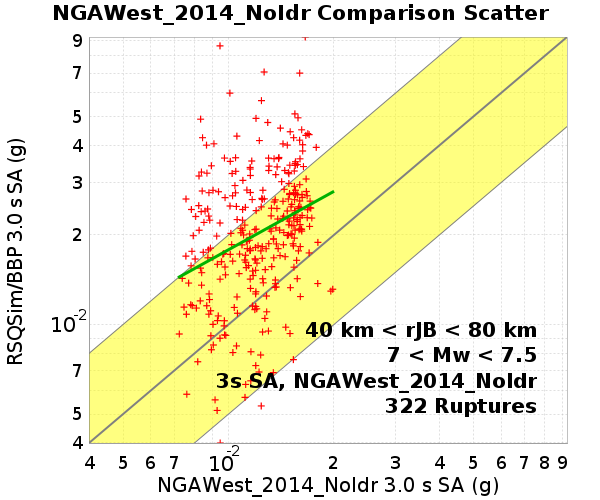 NGAWest_2014_NoIdr Comparison Scatter
RSQSim/BBP 3.0 s SA (g)
9
7
5
4
3
2
10-2
7
5
4
40 km < rJB < 80 km
7 < Mw < 7.5
3s SA, NGAWest_2014_NoIdr
322 Ruptures
4 5 6 7 10-2 2 3 4 5 6 7 8 9
NGAWest_2014_NoIdr 3.0 s SA (g)